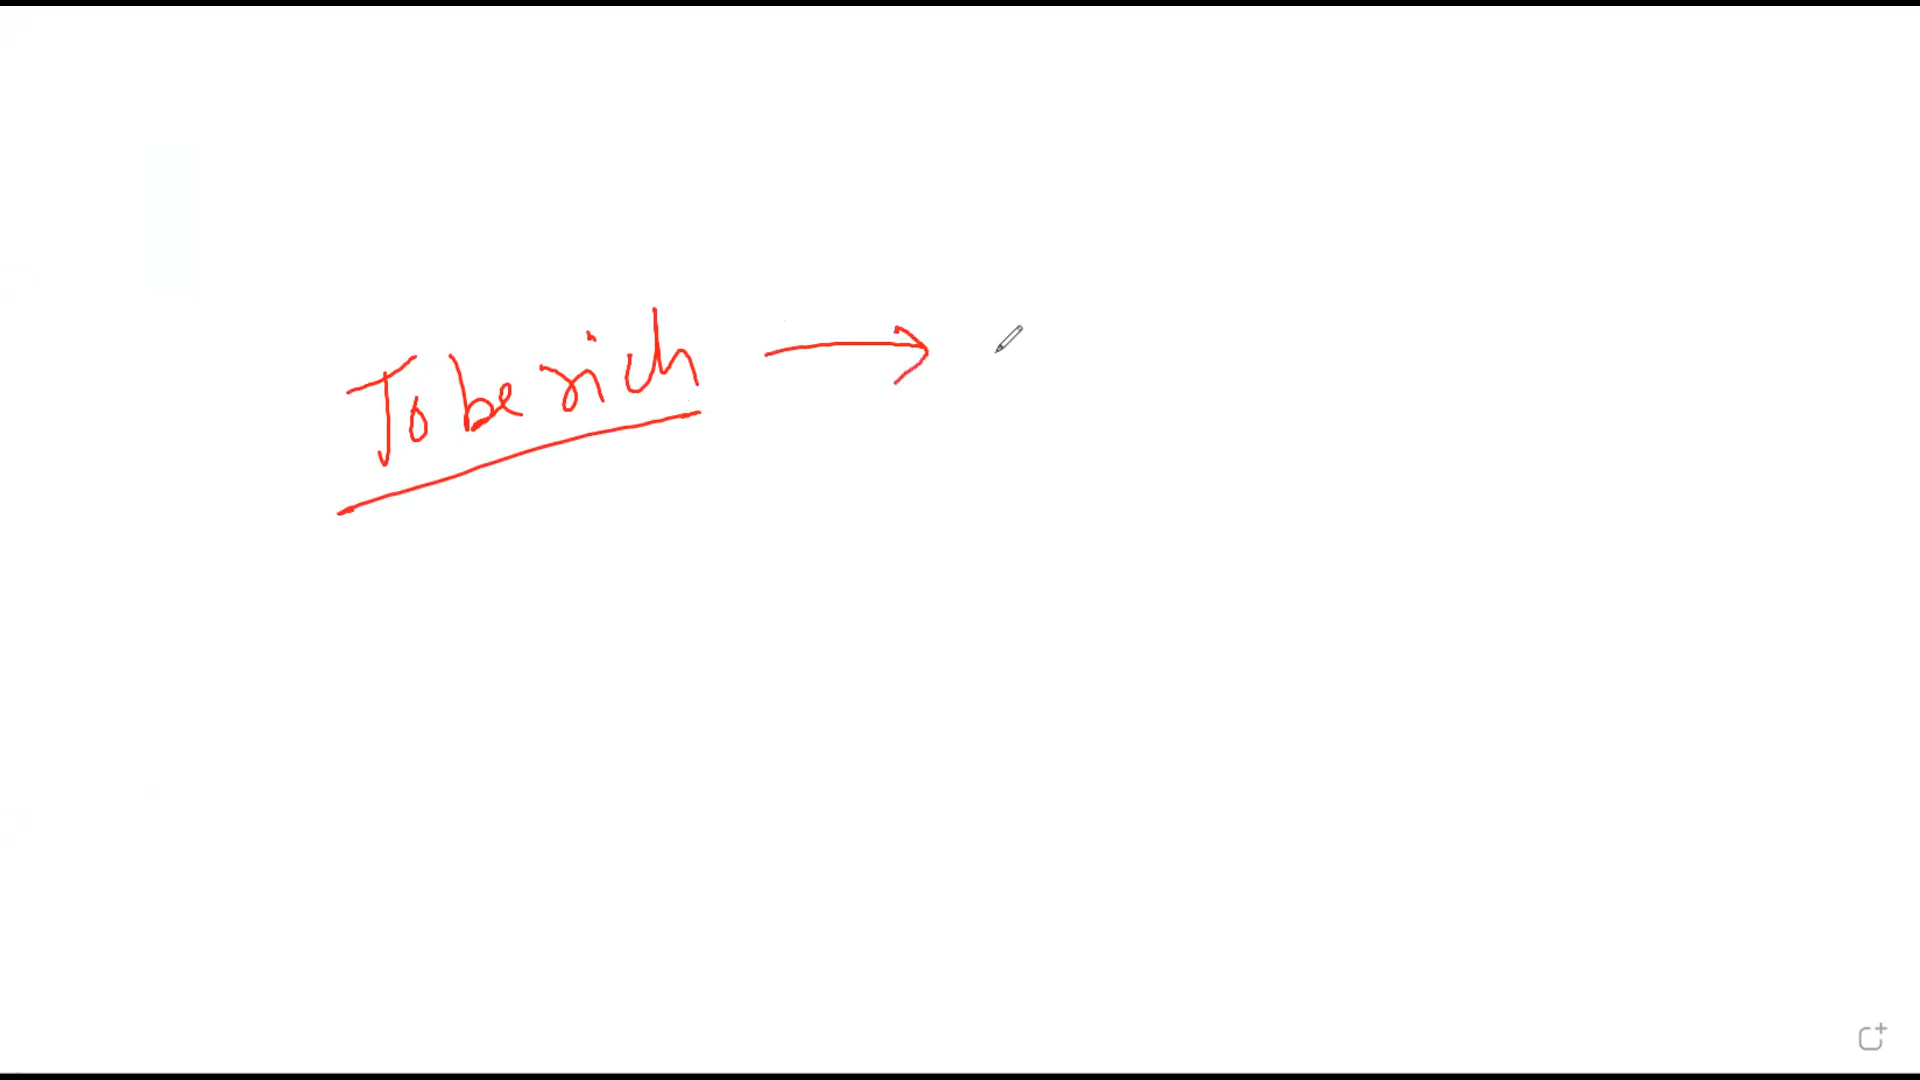 To be rich →